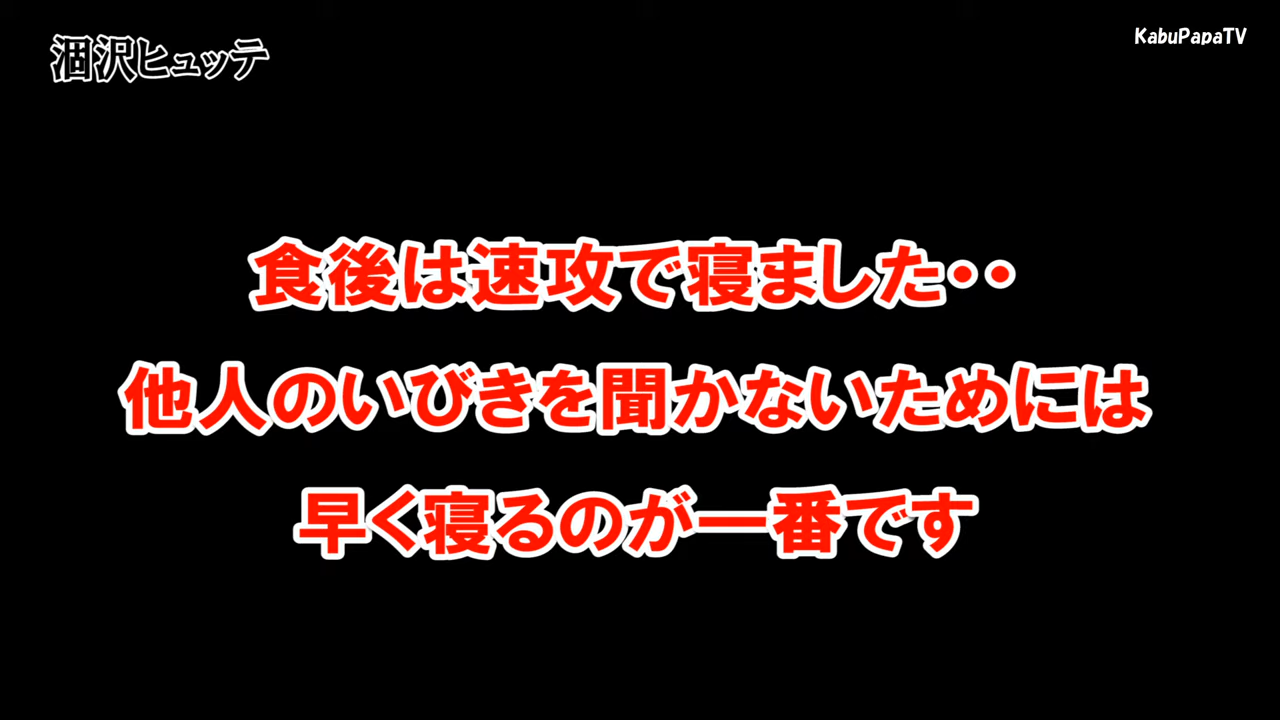 涸沢ヒュッテ
KabuPapaTV
食後は速攻で寝ました・・
他人のいびきを聞かないためには
早く寝るのが一番です